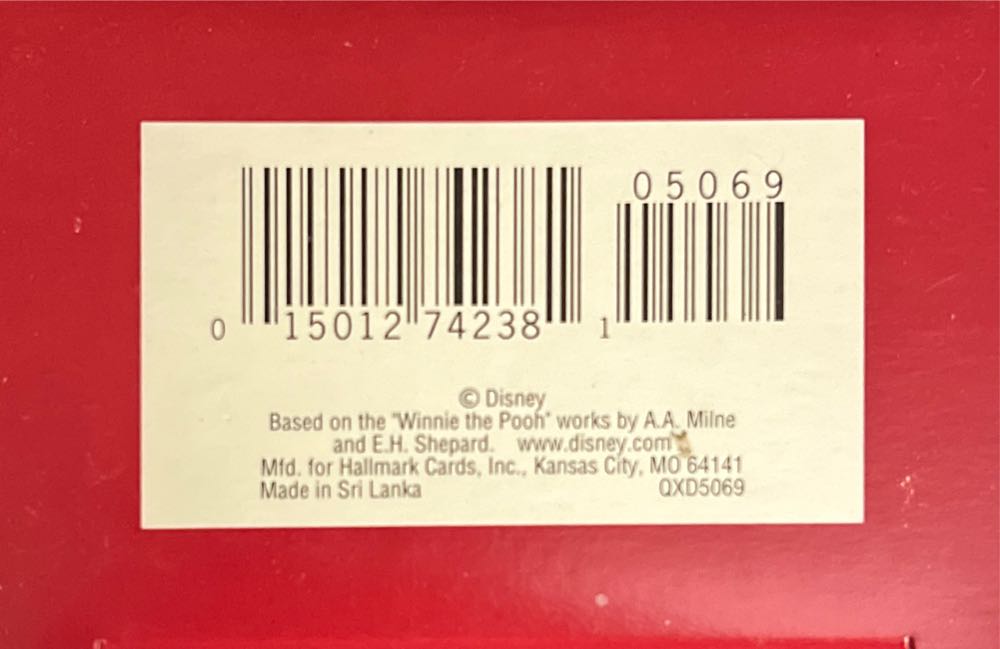 05069
0 15012 74238 1
© Disney
Based on the "Winnie the Pooh" works by A.A. Milne
and E.H. Shepard. www.disney.com
Mfd. for Hallmark Cards, Inc., Kansas City, MO 64141
Made in Sri Lanka QXD5069